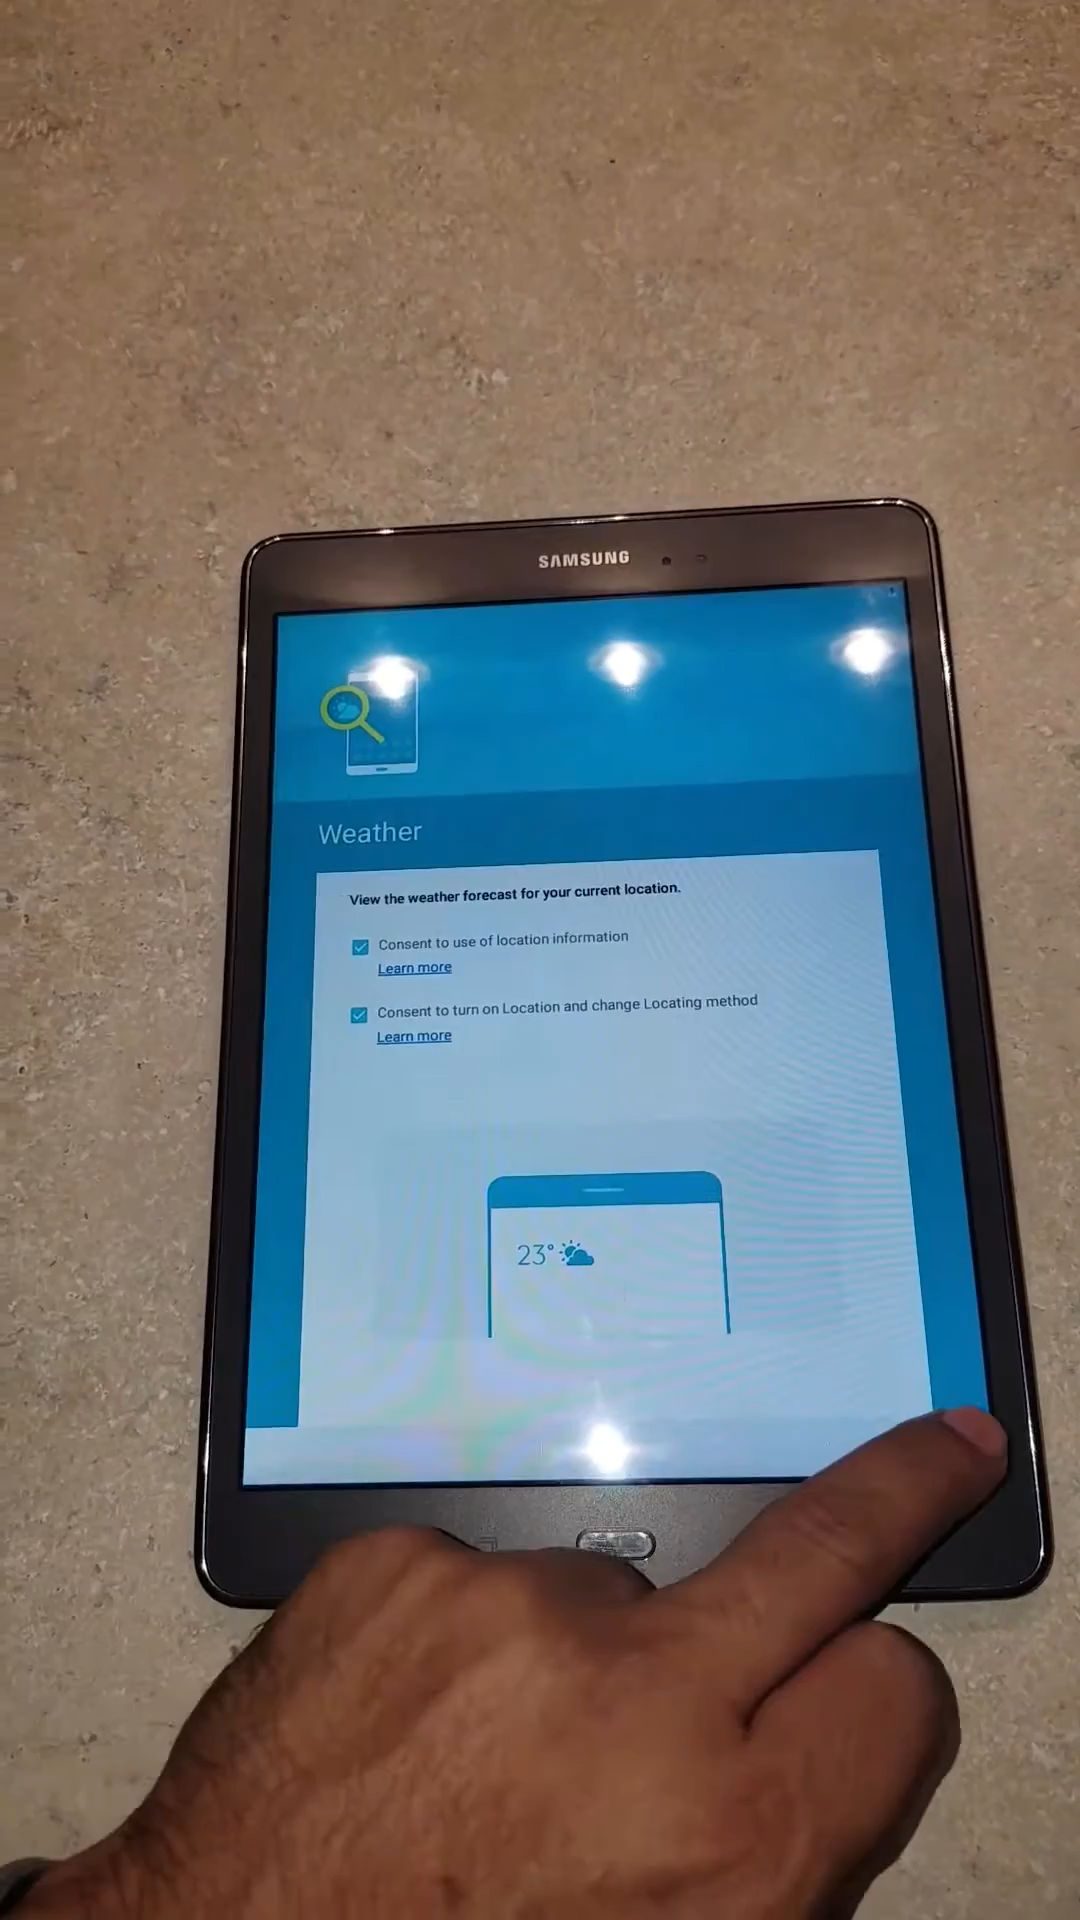 SAMSUNG
Weather
View the weather forecast for your current location.
Consent to use of location information
Learn more
Consent to turn on Location and change Locating method
Learn more
23°